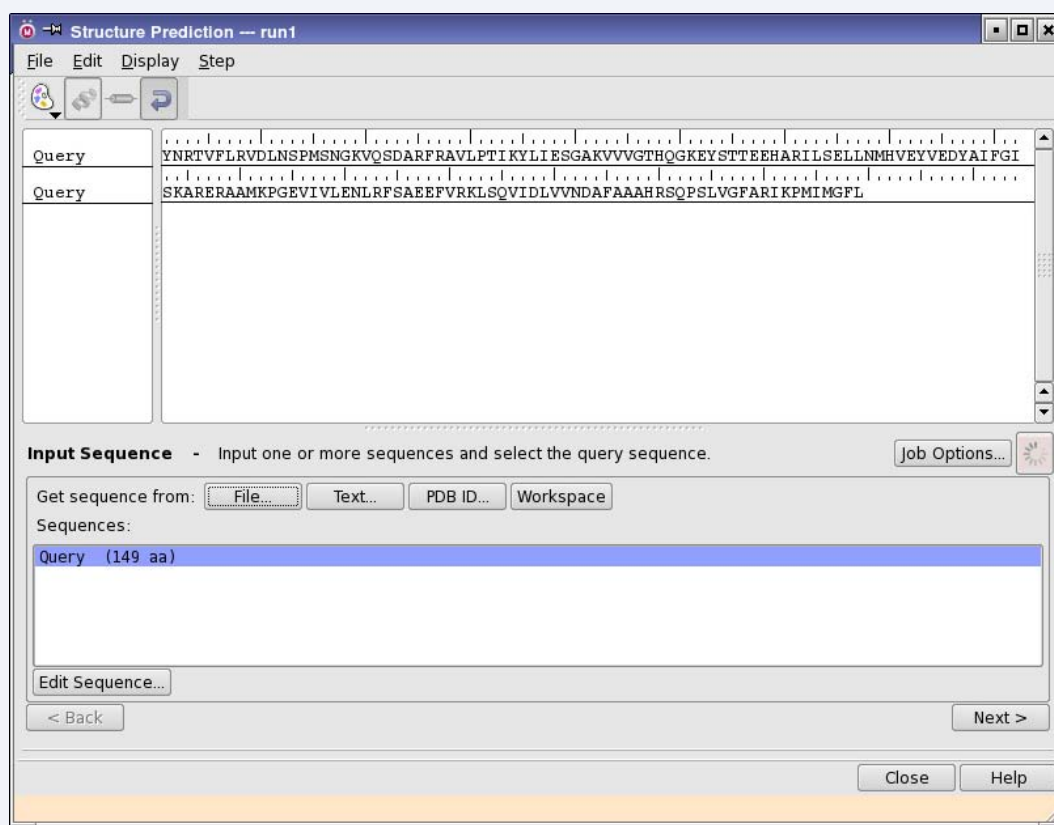 Structure Prediction --- run1
File Edit Display Step
Query YNRTVFLRVDLNSPMSNGKVQSDARFRAVLPTIKYLIESGAKVVVGTHQGKEYSTTEEHARILSELLNMHVEYVEDYAIFGI
Query SKARERAAMKPGEVIVLENLRFSAEEFVRKLSQVIDLVVNDAFAAAHRSQPSLVGFARIKPMIMGFL
Input Sequence - Input one or more sequences and select the query sequence. Job Options...
Get sequence from: File... Text... PDB ID... Workspace
Sequences:
Query (149 aa)
Edit Sequence...
< Back Next >
Close Help